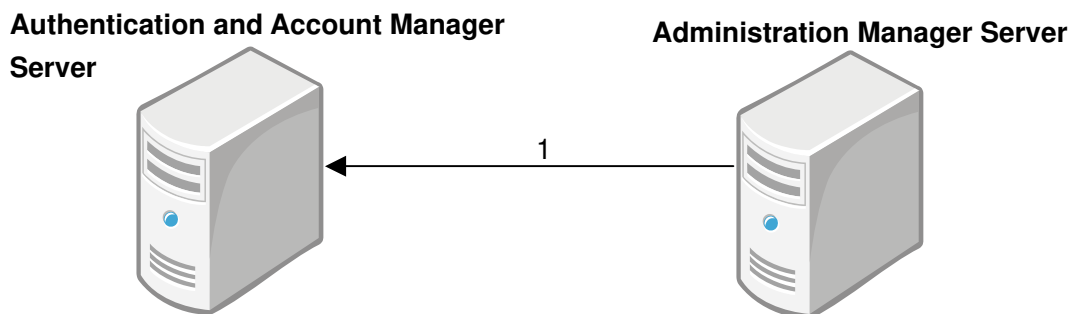 Authentication and Account Manager
Server
Administration Manager Server
1